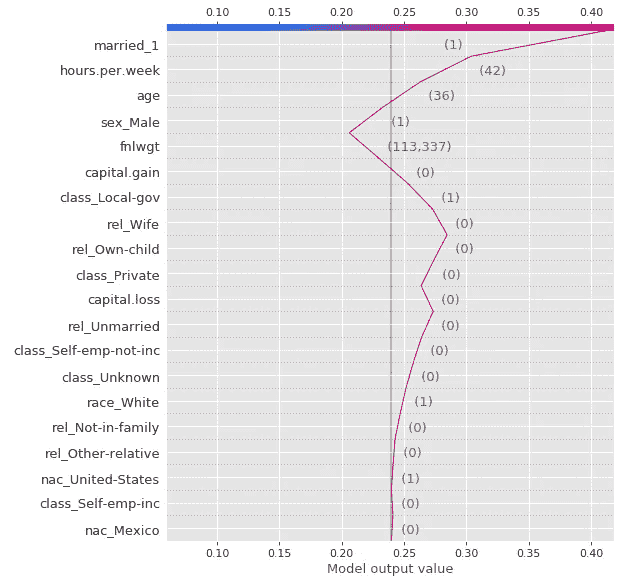 0.10 0.15 0.20 0.25 0.30 0.35 0.40
married_1 (1)
hours.per.week (42)
age (36)
sex_Male (1)
fnlwgt (113,337)
capital.gain (0)
class_Local-gov (1)
rel_Wife (0)
rel_Own-child (0)
class_Private (0)
capital.loss (0)
rel_Unmarried (0)
class_Self-emp-not-inc (0)
class_Unknown (0)
race_White (1)
rel_Not-in-family (0)
rel_Other-relative (0)
nac_United-States (1)
class_Self-emp-inc (0)
nac_Mexico (0)
0.10 0.15 0.20 0.25 0.30 0.35 0.40
Model output value